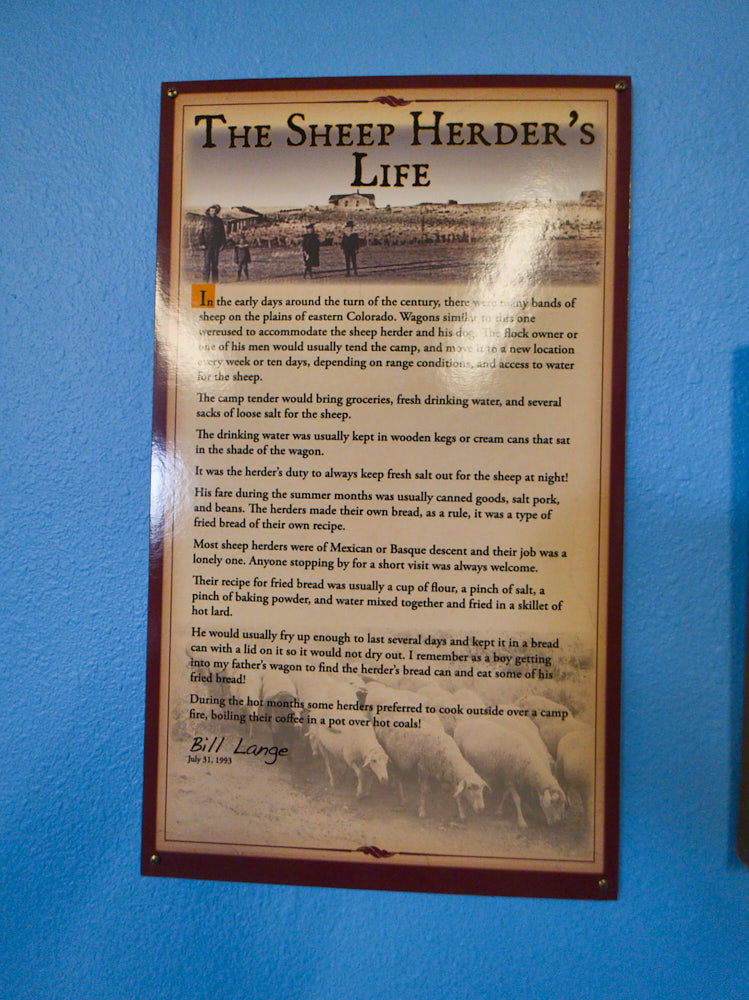 THE SHEEP HERDER'S
LIFE
In the early days around the turn of the century, there were many bands of
sheep on the plains of eastern Colorado. Wagons similar to this one
wereused to accommodate the sheep herder and his dog. The flock owner or
one of his men would usually tend the camp, and move it to a new location
every week or ten days, depending on range conditions, and access to water
for the sheep.
The camp tender would bring groceries, fresh drinking water, and several
sacks of loose salt for the sheep.
The drinking water was usually kept in wooden kegs or cream cans that sat
in the shade of the wagon.
It was the herder's duty to always keep fresh salt out for the sheep at night!
His fare during the summer months was usually canned goods, salt pork,
and beans. The herders made their own bread, as a rule, it was a type of
fried bread of their own recipe.
Most sheep herders were of Mexican or Basque descent and their job was a
lonely one. Anyone stopping by for a short visit was always welcome.
Their recipe for fried bread was usually a cup of flour, a pinch of salt, a
pinch of baking powder, and water mixed together and fried in a skillet of
hot lard.
He would usually fry up enough to last several days and kept it in a bread
can with a lid on it so it would not dry out. I remember as a boy getting
into my father's wagon to find the herder's bread can and eat some of his
fried bread!
During the hot months some herders preferred to cook outside over a camp
fire, boiling their coffee in a pot over hot coals!
Bill Lange
July 31, 1993